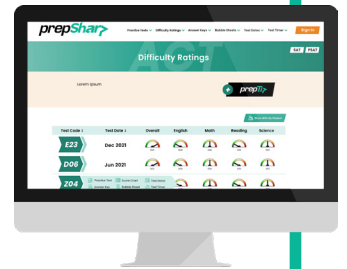 prepSharp
Practice Tests Difficulty Ratings Answer Keys Bubble Sheets Test Dates Test Timer Sign In
ACT
Difficulty Ratings
SAT PSAT
Lorem Ipsum
prepTip
Test Code Test Date Overall English Math Reading Science
E23 Dec 2021
D06 Jun 2021
Z04 Practice Test Score Chart Test Dates
Answer Key Bubble Sheet Test Timer